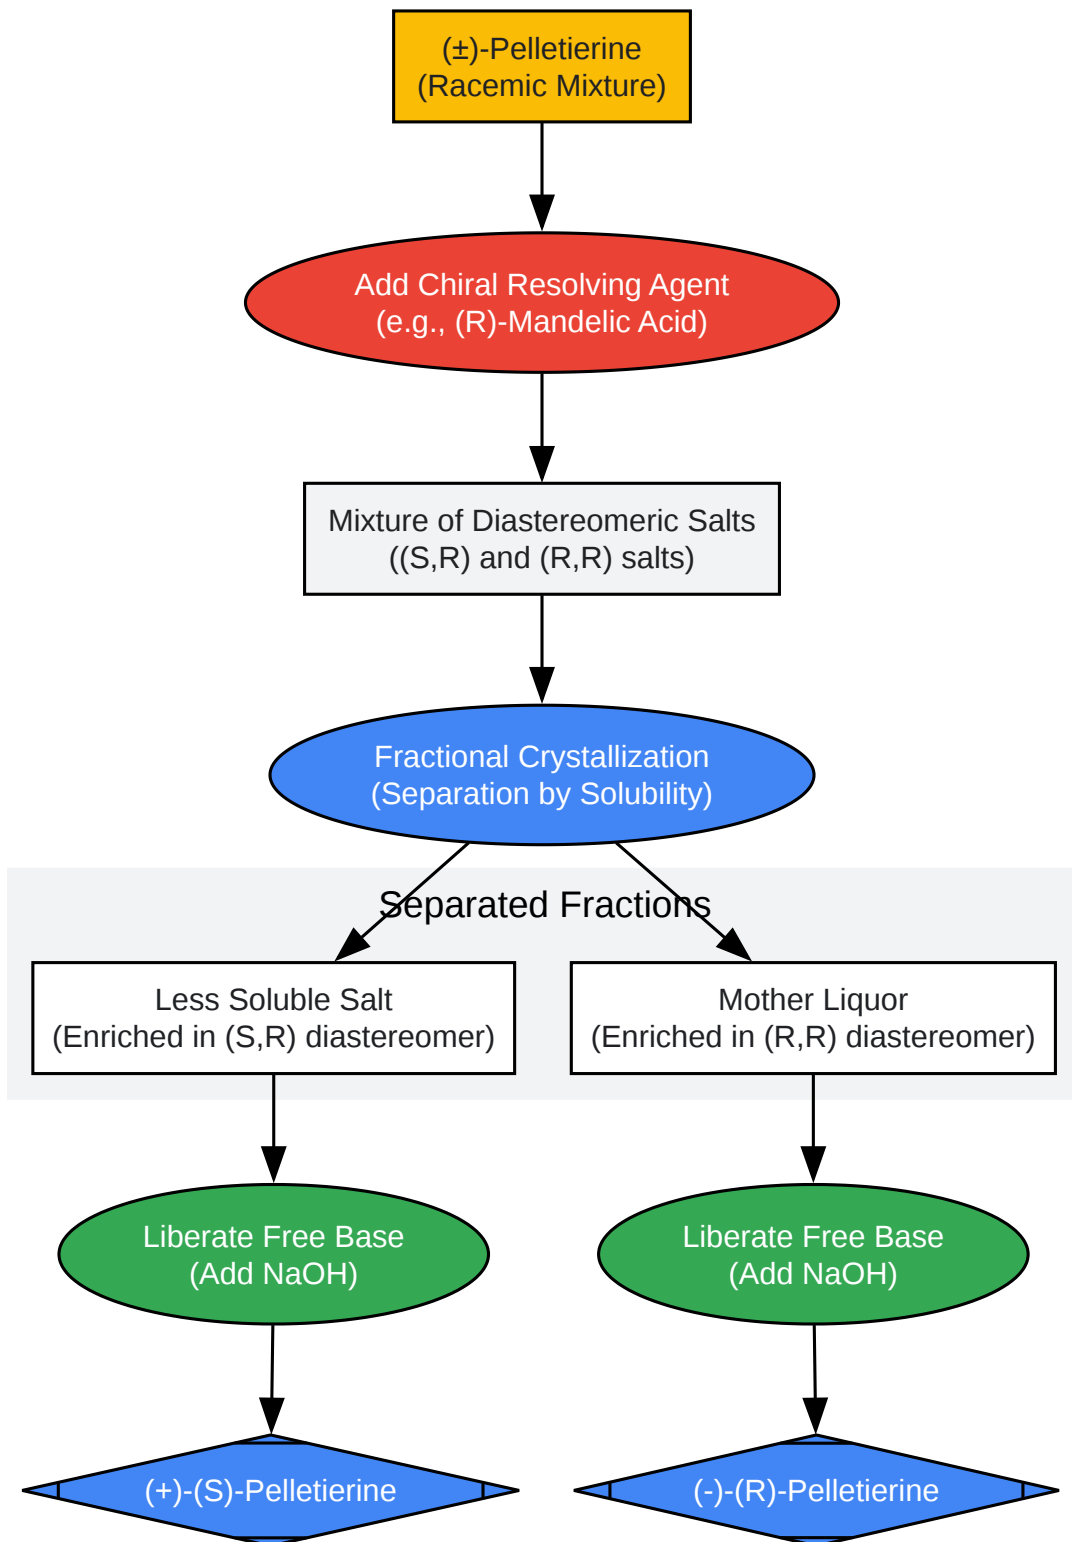 (±)-Pelletierine
(Racemic Mixture)
Add Chiral Resolving Agent
(e.g., (R)-Mandelic Acid)
Mixture of Diastereomeric Salts
((S,R) and (R,R) salts)
Fractional Crystallization
(Separation by Solubility)
Separated Fractions
Less Soluble Salt
(Enriched in (S,R) diastereomer)
Mother Liquor
(Enriched in (R,R) diastereomer)
Liberate Free Base
(Add NaOH)
Liberate Free Base
(Add NaOH)
(+)-(S)-Pelletierine
(-)-(R)-Pelletierine